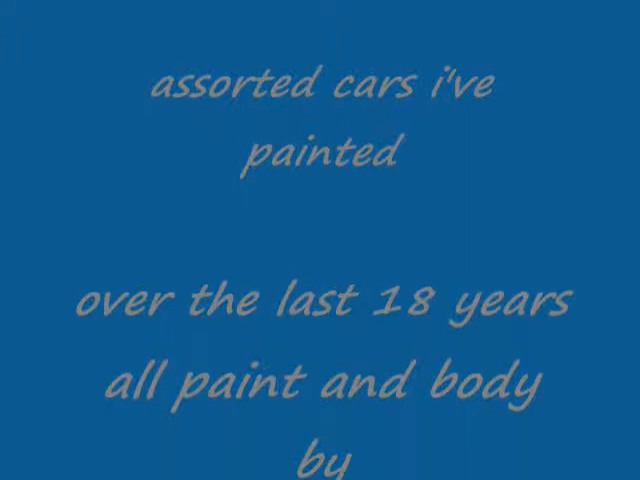 assorted cars i've
painted
over the last 18 years
all paint and body
by